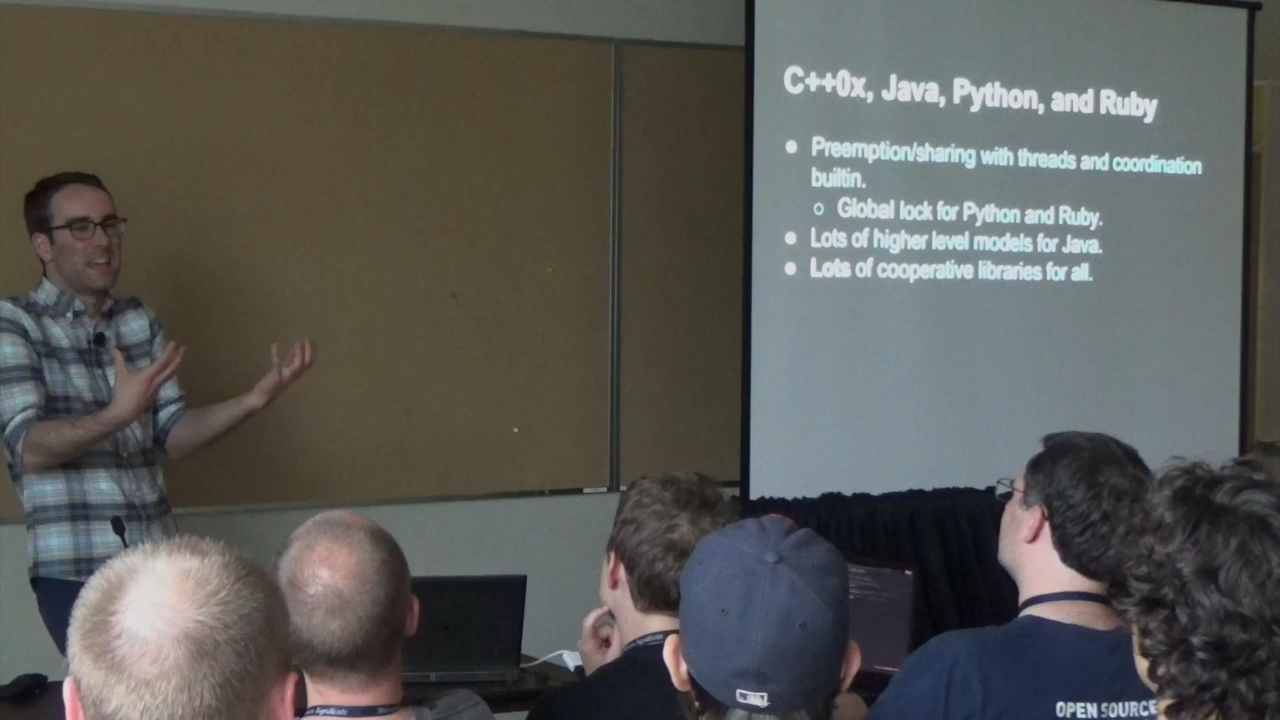 C++0x, Java, Python, and Ruby
● Preemption/sharing with threads and coordination
builtin.
○ Global lock for Python and Ruby.
● Lots of higher level models for Java.
● Lots of cooperative libraries for all.
OPEN SOURCE